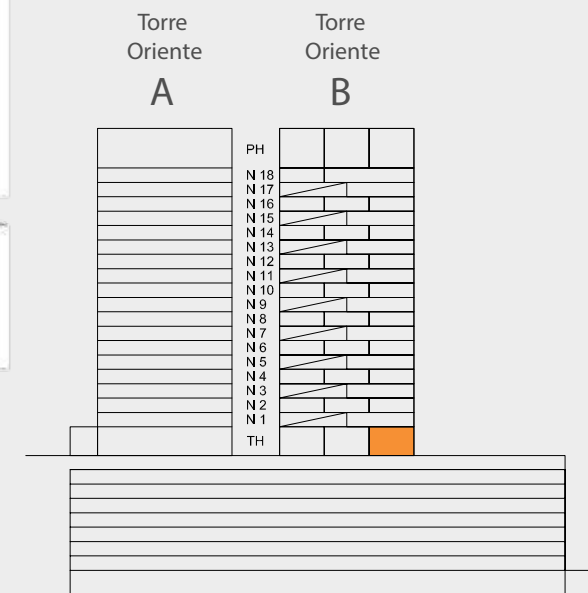 Torre
Oriente
A
Torre
Oriente
B
PH
N 18
N 17
N 16
N 15
N 14
N 13
N 12
N 11
N 10
N 9
N 8
N 7
N 6
N 5
N 4
N 3
N 2
N 1
TH